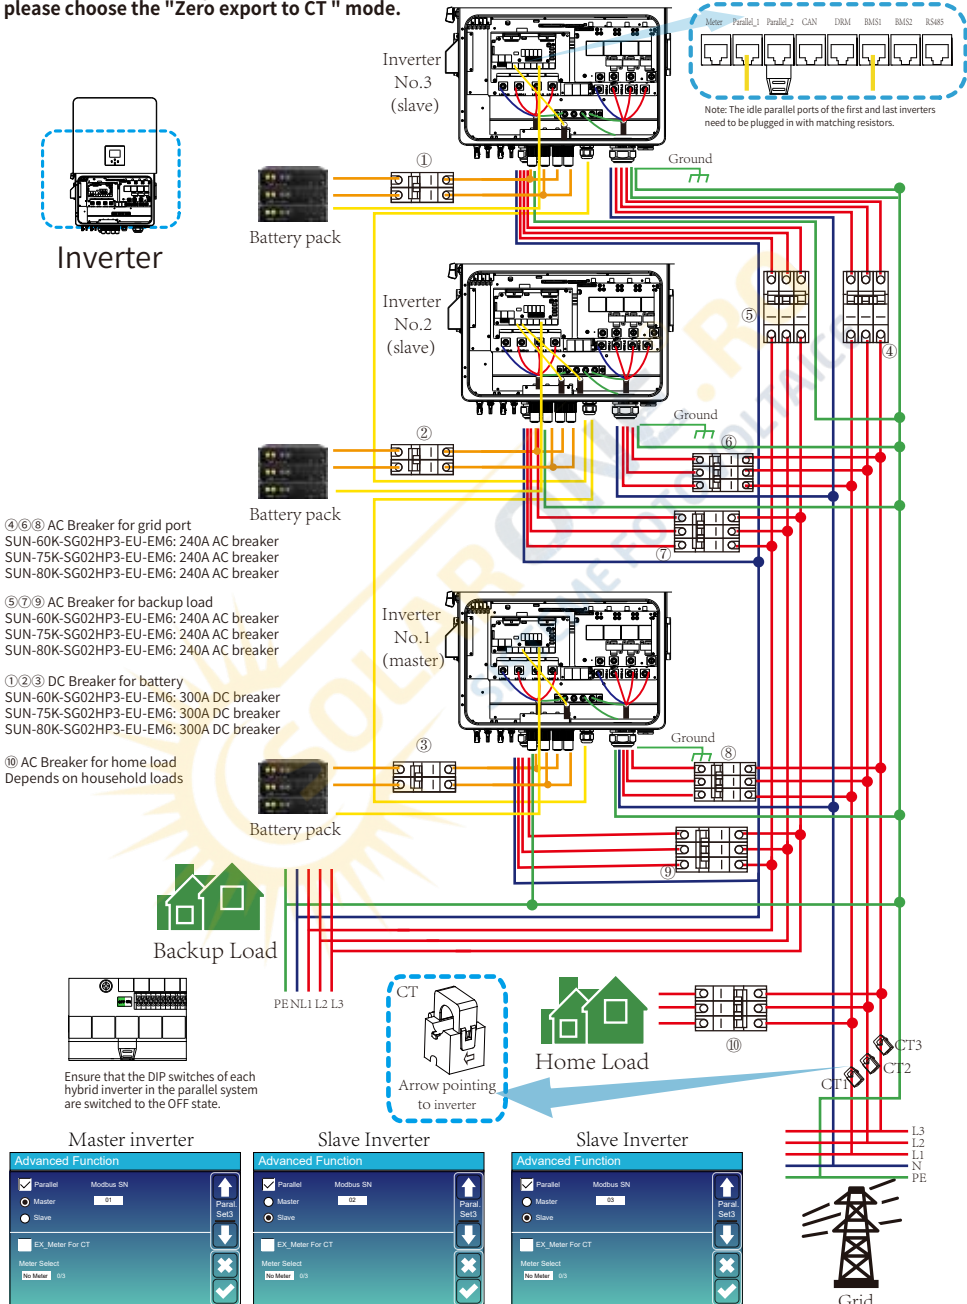 please choose the "Zero export to CT " mode.
Inverter
No.3
(slave)
Meter Parallel_1 Parallel_2 CAN DRM BMS1 BMS2 RS485
Note: The idle parallel ports of the first and last inverters
need to be plugged in with matching resistors.
Ground
①
Battery pack
Inverter
Inverter
No.2
(slave)
⑤
④
Ground
②
⑥
Battery pack
⑦
④⑥⑧ AC Breaker for grid port
SUN-60K-SG02HP3-EU-EM6: 240A AC breaker
SUN-75K-SG02HP3-EU-EM6: 240A AC breaker
SUN-80K-SG02HP3-EU-EM6: 240A AC breaker
⑤⑦⑨ AC Breaker for backup load
SUN-60K-SG02HP3-EU-EM6: 240A AC breaker
SUN-75K-SG02HP3-EU-EM6: 240A AC breaker
SUN-80K-SG02HP3-EU-EM6: 240A AC breaker
①②③ DC Breaker for battery
SUN-60K-SG02HP3-EU-EM6: 300A DC breaker
SUN-75K-SG02HP3-EU-EM6: 300A DC breaker
SUN-80K-SG02HP3-EU-EM6: 300A DC breaker
⑩ AC Breaker for home load
Depends on household loads
Inverter
No.1
(master)
Ground
③
⑧
Battery pack
⑨
Backup Load
PE N L1 L2 L3
CT
Arrow pointing
to inverter
Home Load
⑩
CT3
CT2
CT1
Ensure that the DIP switches of each
hybrid inverter in the parallel system
are switched to the OFF state.
L3
L2
L1
N
PE
Grid
Master inverter
Advanced Function
Parallel Modbus SN
Master 01
Slave
Paral.
Set3
EX_Meter For CT
Meter Select
No Meter 0/3
Slave Inverter
Advanced Function
Parallel Modbus SN
Master 02
Slave
Paral.
Set3
EX_Meter For CT
Meter Select
No Meter 0/3
Slave Inverter
Advanced Function
Parallel Modbus SN
Master 03
Slave
Paral.
Set3
EX_Meter For CT
Meter Select
No Meter 0/3